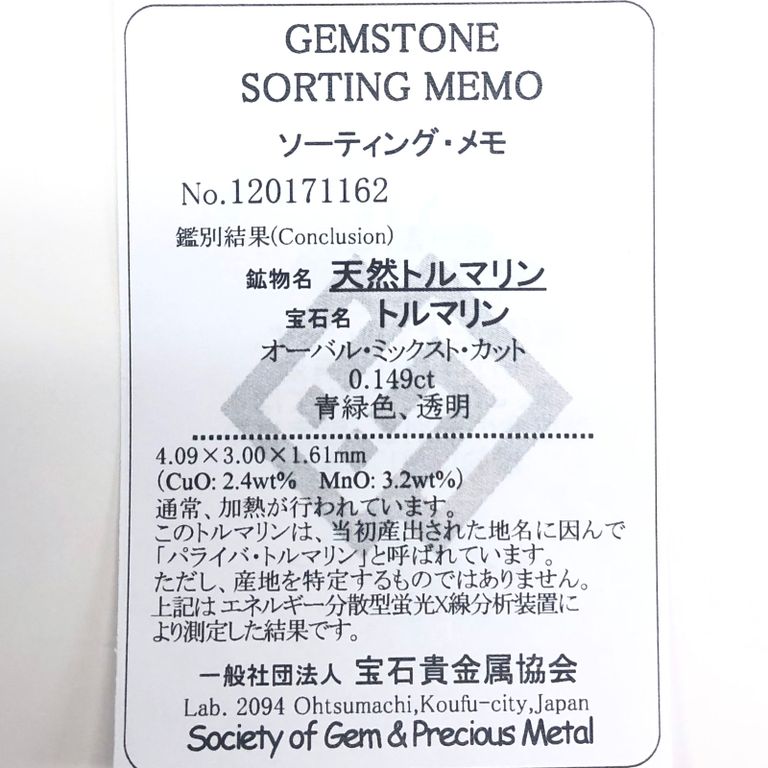 GEMSTONE
SORTING MEMO
ソーティング・メモ
No.120171162
鑑別結果(Conclusion)
鉱物名 天然トルマリン
宝石名 トルマリン
オーバル・ミックスト・カット
0.149ct
青緑色、透明
4.09×3.00×1.61mm
(CuO: 2.4wt% MnO: 3.2wt%)
通常、加熱が行われています。
このトルマリンは、当初産出された地名に因んで
「パライバ・トルマリン」と呼ばれています。
ただし、産地を特定するものではありません。
上記はエネルギー分散型蛍光X線分析装置に
より測定した結果です。
一般社団法人 宝石貴金属協会
Lab. 2094 Ohtsumachi,Koufu-city,Japan
Society of Gem & Precious Metal